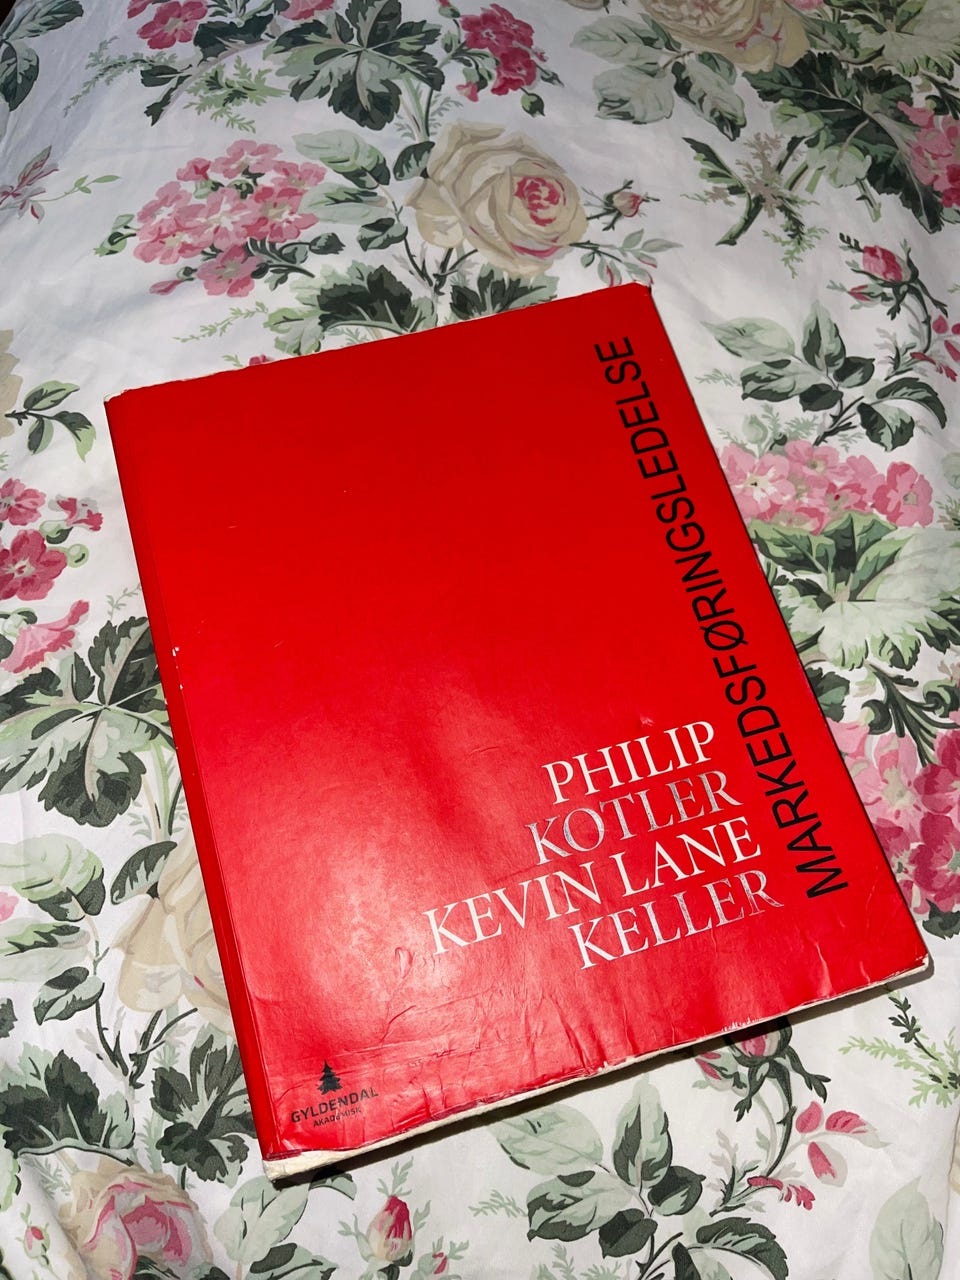 MARKEDSFØRINGSLEDELSE
PHILIP
KOTLER
KEVIN LANE
KELLER
GYLDENDAL
AKADEMISK